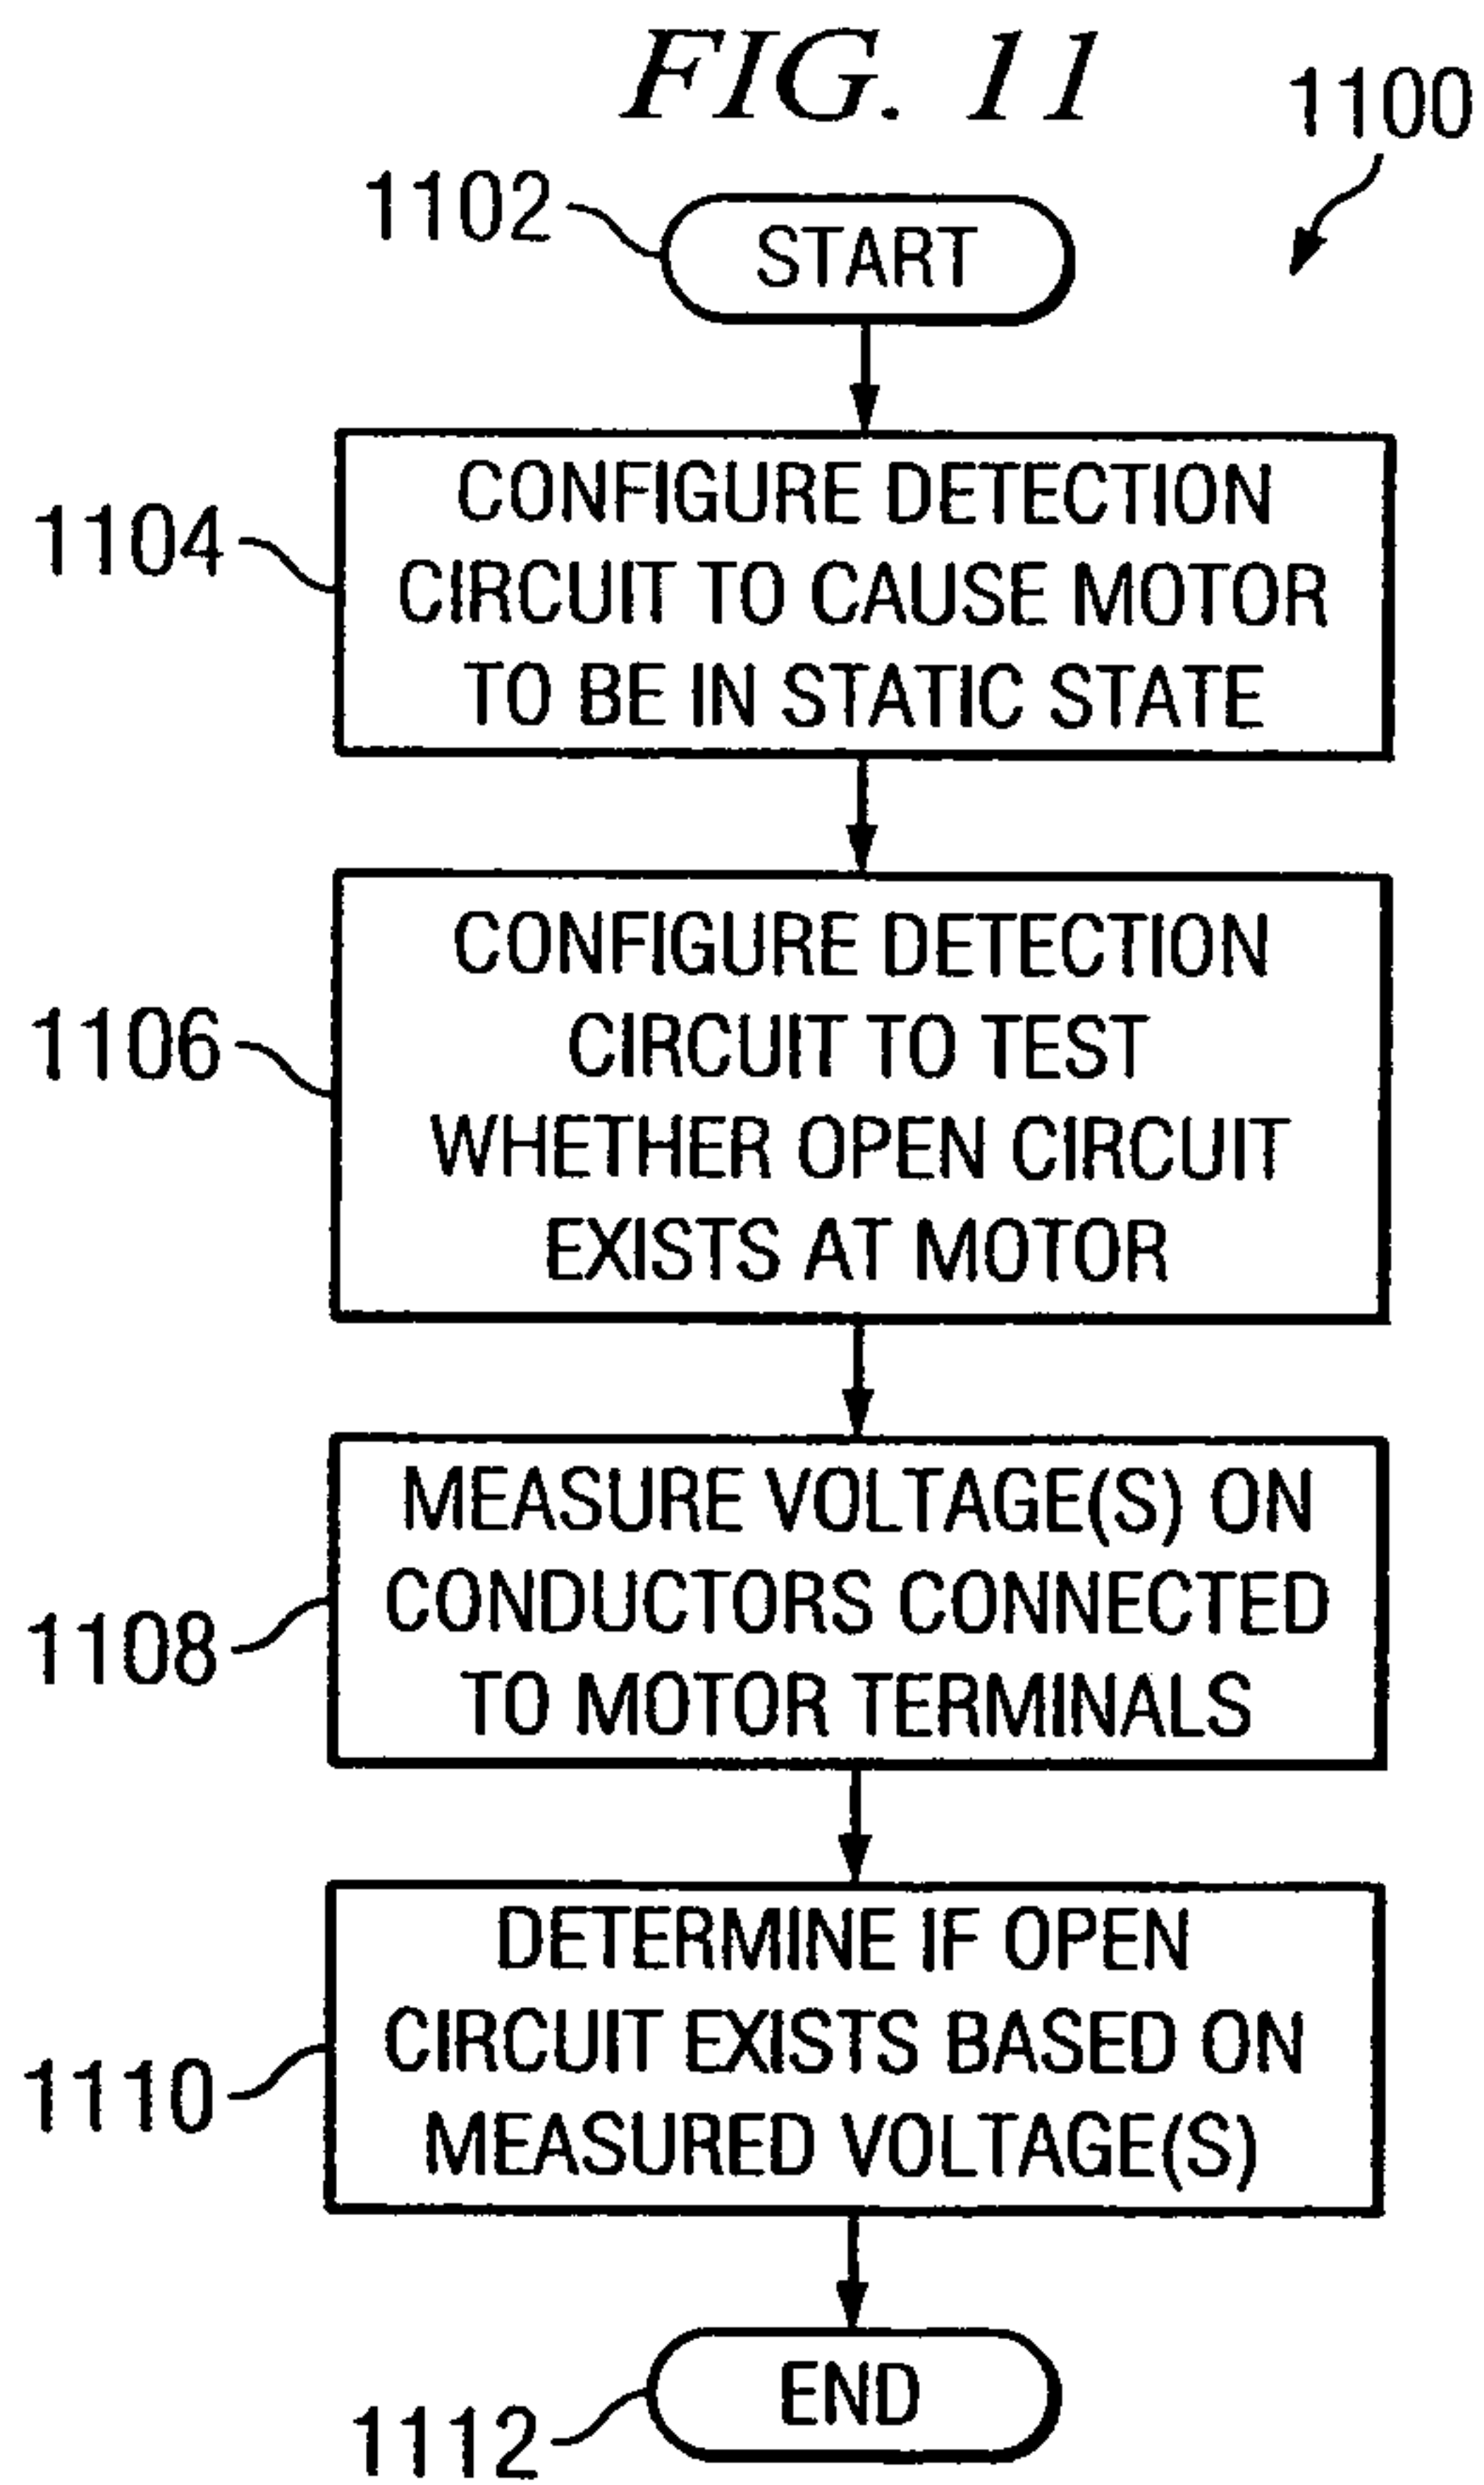 FIG. 11
1100
1102
START
1104
CONFIGURE DETECTION
CIRCUIT TO CAUSE MOTOR
TO BE IN STATIC STATE
1106
CONFIGURE DETECTION
CIRCUIT TO TEST
WHETHER OPEN CIRCUIT
EXISTS AT MOTOR
1108
MEASURE VOLTAGE(S) ON
CONDUCTORS CONNECTED
TO MOTOR TERMINALS
1110
DETERMINE IF OPEN
CIRCUIT EXISTS BASED ON
MEASURED VOLTAGE(S)
1112
END